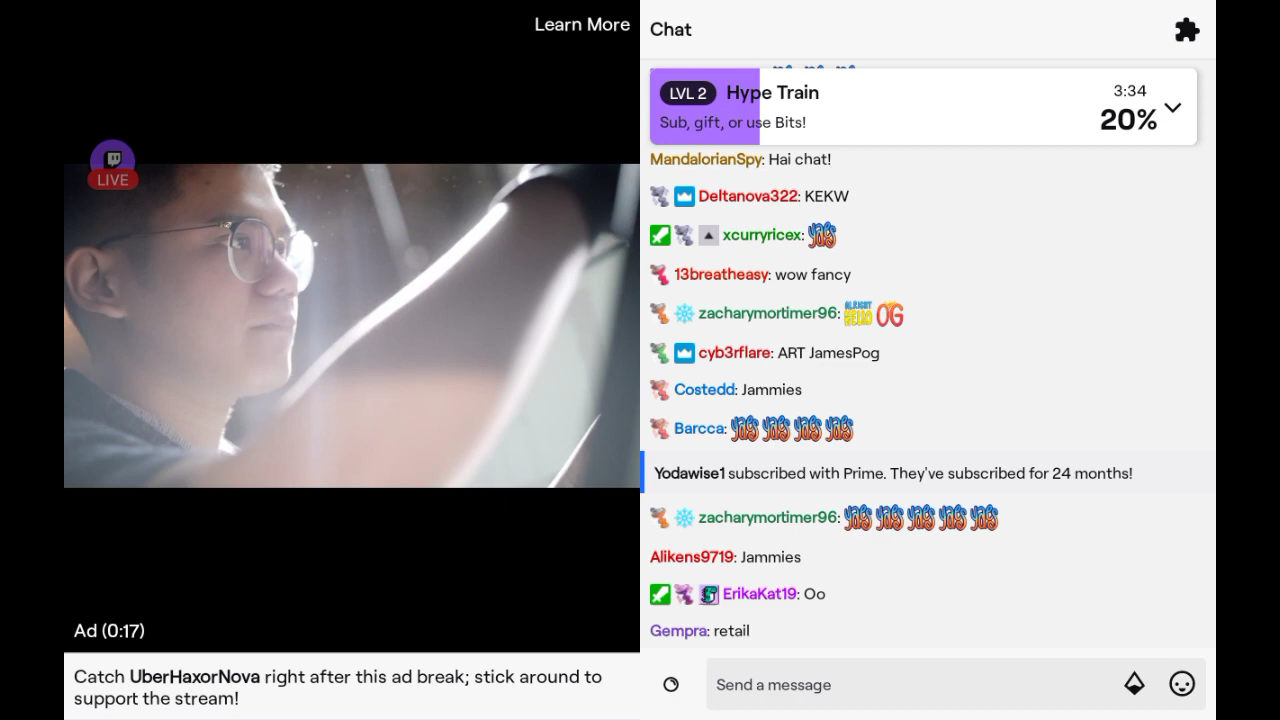 Learn More
LIVE
Ad (0:17)
Catch UberHaxorNova right after this ad break; stick around to
support the stream!
Chat
LVL 2 Hype Train
Sub, gift, or use Bits!
3:34
20%
MandalorianSpy: Hai chat!
Deltanova322: KEKW
xcurryricex:
13breatheasy: wow fancy
zacharymortimer96: ALRIGHT HELLO OG
cyb3rflare: ART JamesPog
Costedd: Jammies
Barcca:
Yodawise1 subscribed with Prime. They've subscribed for 24 months!
zacharymortimer96:
Alikens9719: Jammies
ErikaKat19: Oo
Gempra: retail
Send a message